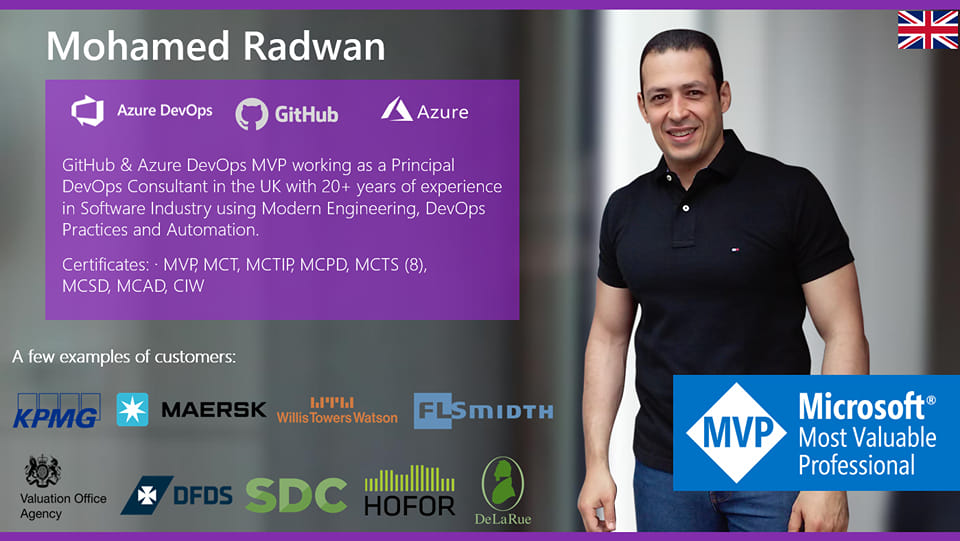 Mohamed Radwan
Azure DevOps
GitHub
Azure
GitHub & Azure DevOps MVP working as a Principal
DevOps Consultant in the UK with 20+ years of experience
in Software Industry using Modern Engineering, DevOps
Practices and Automation.
Certificates: · MVP, MCT, MCTIP, MCPD, MCTS (8),
MCSD, MCAD, CIW
A few examples of customers:
KPMG
MAERSK
WillisTowersWatson
FLSMIDTH
Valuation Office
Agency
DFDS
SDC
HOFOR
DeLaRue
MVP
Microsoft®
Most Valuable
Professional